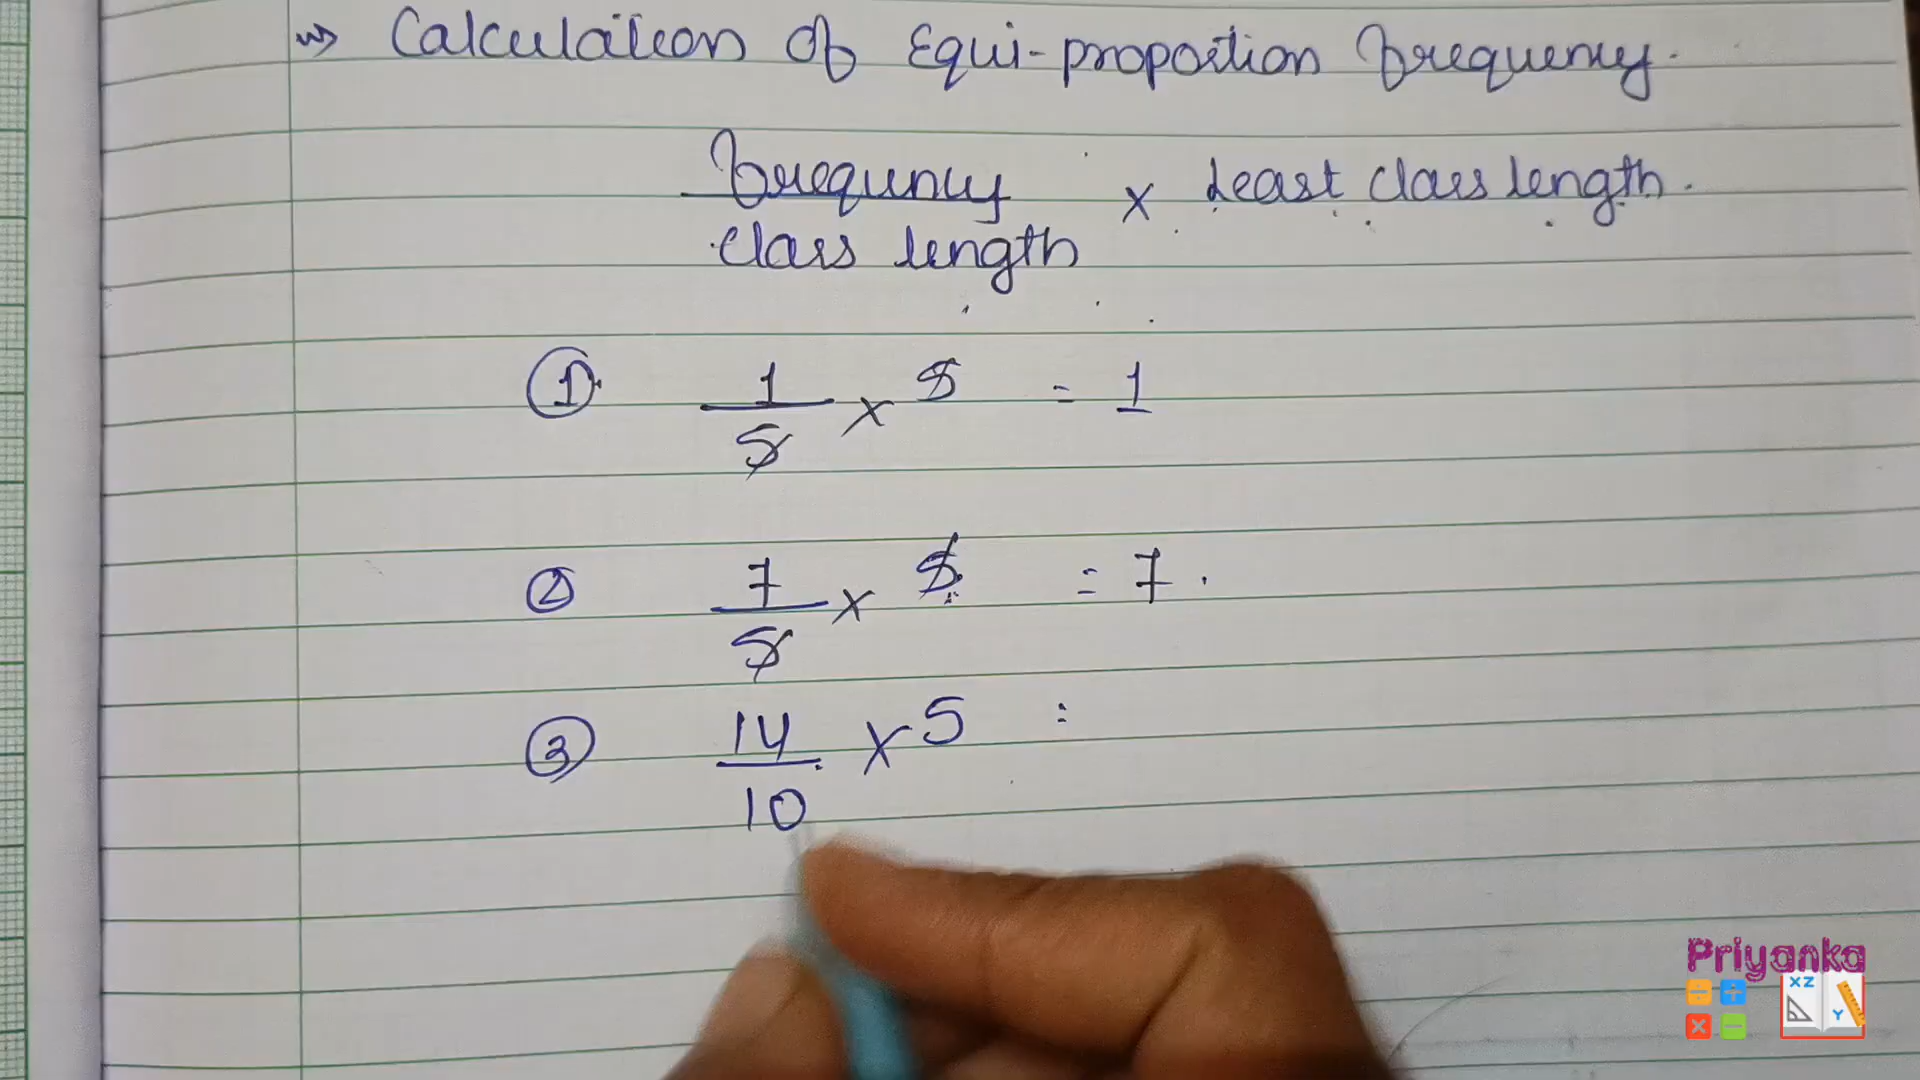 ⇝ Calculation of Equi-proportion frequency.
Frequency × Least class length.
Class length
① 1/5 × 5 = 1
② 7/5 × 5 = 7.
③ 14/10 × 5 =
Priyanka
XZ
Y